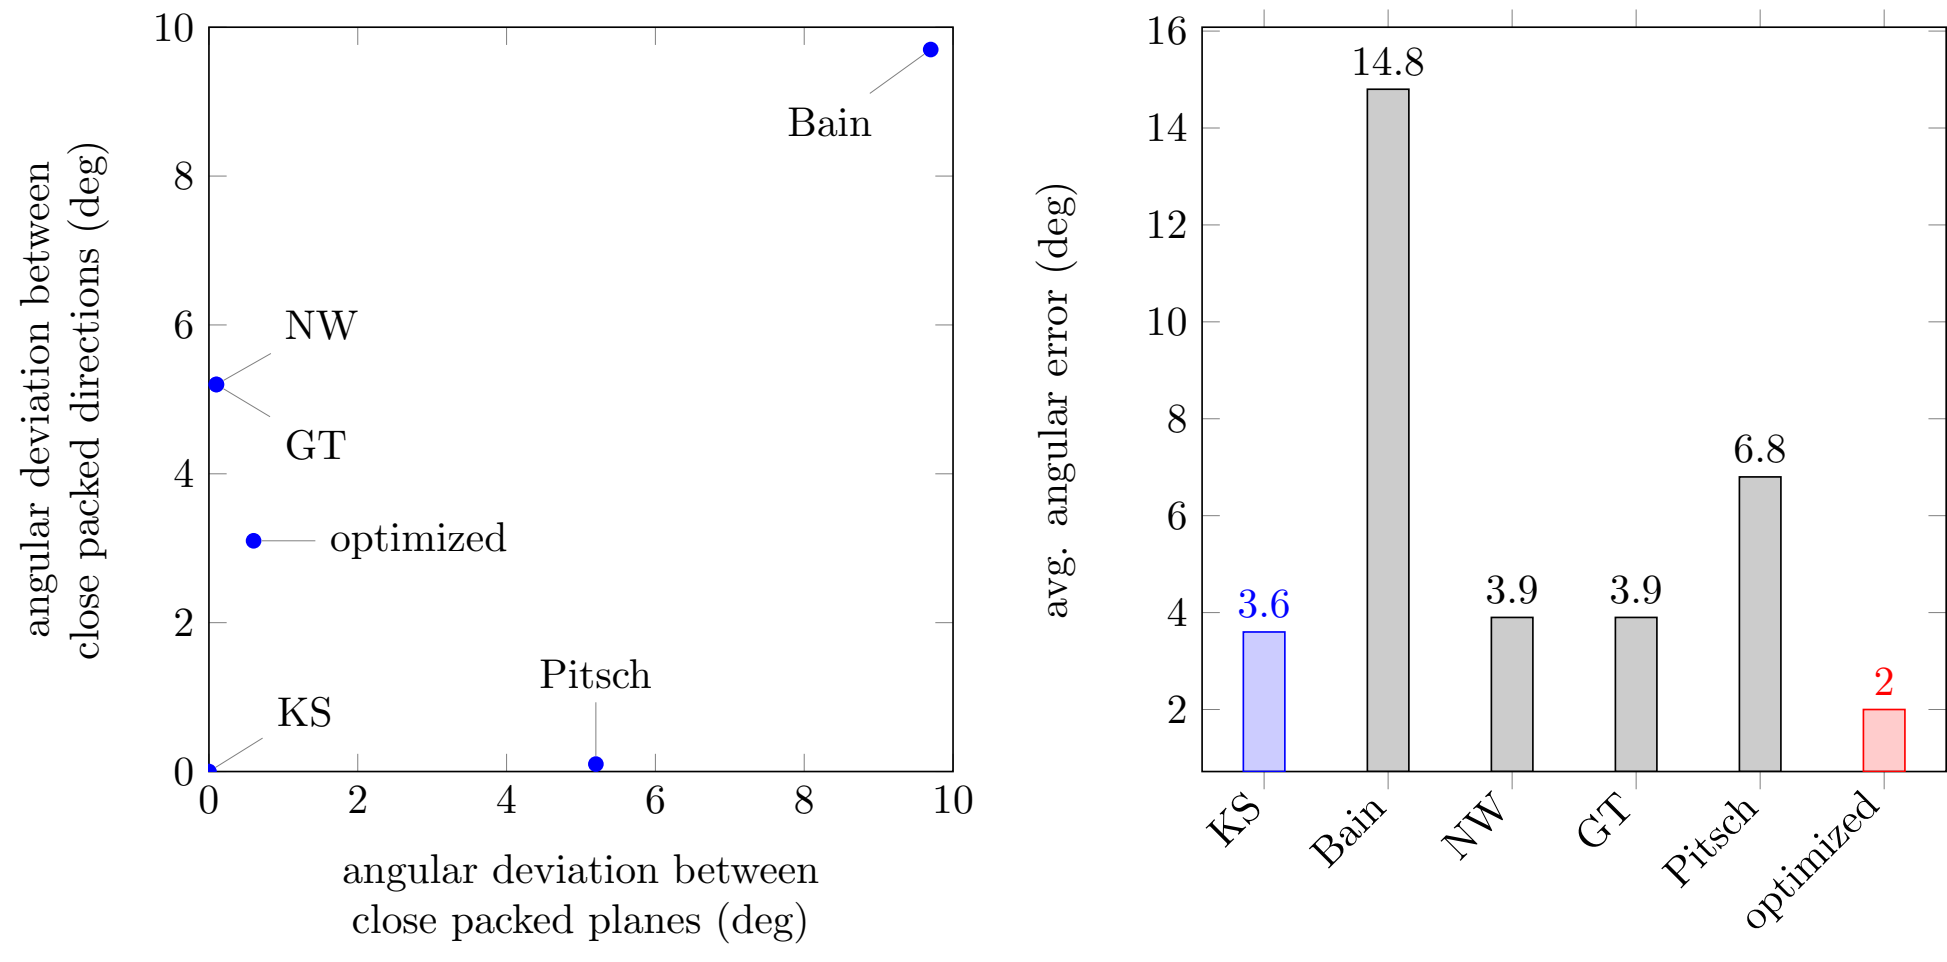 angular deviation between
close packed directions (deg)
10
8
6
4
2
0
Bain
NW
GT
optimized
Pitsch
KS
0 2 4 6 8 10
angular deviation between
close packed planes (deg)
avg. angular error (deg)
16
14
12
10
8
6
4
2
3.6
14.8
3.9
3.9
6.8
2
KS
Bain
NW
GT
Pitsch
optimized